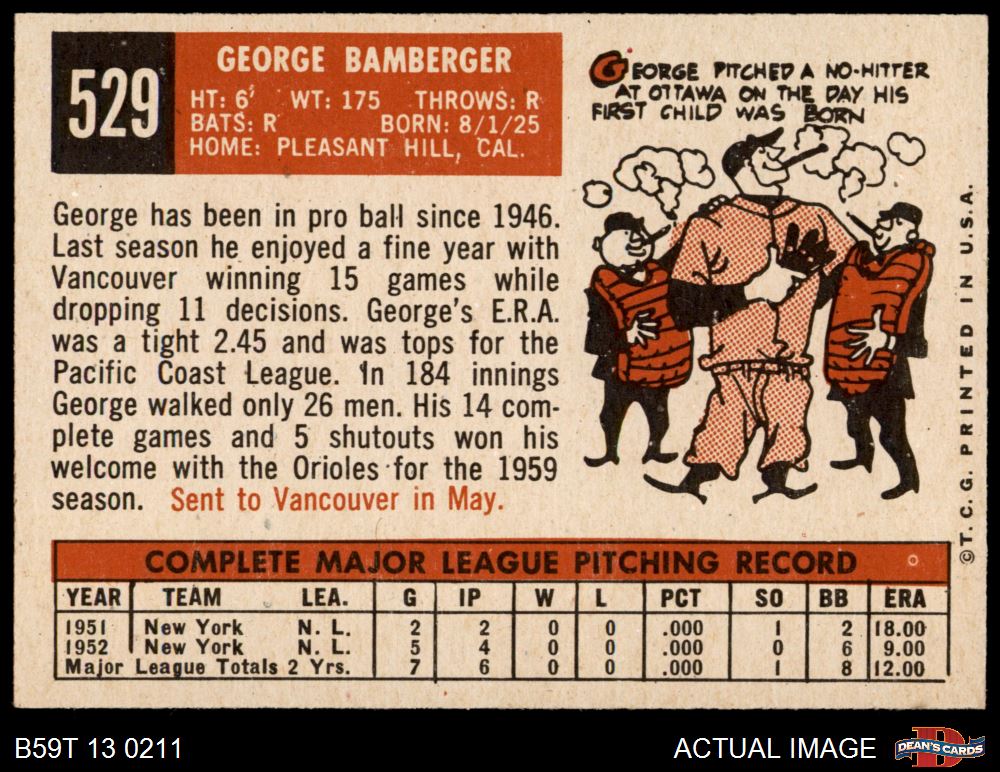 529
GEORGE BAMBERGER
HT: 6' WT: 175 THROWS: R
BATS: R BORN: 8/1/25
HOME: PLEASANT HILL, CAL.
GEORGE PITCHED A NO-HITTER
AT OTTAWA ON THE DAY HIS
FIRST CHILD WAS BORN
George has been in pro ball since 1946.
Last season he enjoyed a fine year with
Vancouver winning 15 games while
dropping 11 decisions. George's E.R.A.
was a tight 2.45 and was tops for the
Pacific Coast League. In 184 innings
George walked only 26 men. His 14 com-
plete games and 5 shutouts won his
welcome with the Orioles for the 1959
season. Sent to Vancouver in May.
©T.C.G. PRINTED IN U.S.A.
COMPLETE MAJOR LEAGUE PITCHING RECORD
YEAR TEAM LEA. G IP W L PCT SO BB ERA
1951 New York N. L. 2 2 0 0 .000 1 2 18.00
1952 New York N. L. 5 4 0 0 .000 0 6 9.00
Major League Totals 2 Yrs. 7 6 0 0 .000 1 8 12.00
B59T 13 0211
ACTUAL IMAGE
D
DEAN'S CARDS